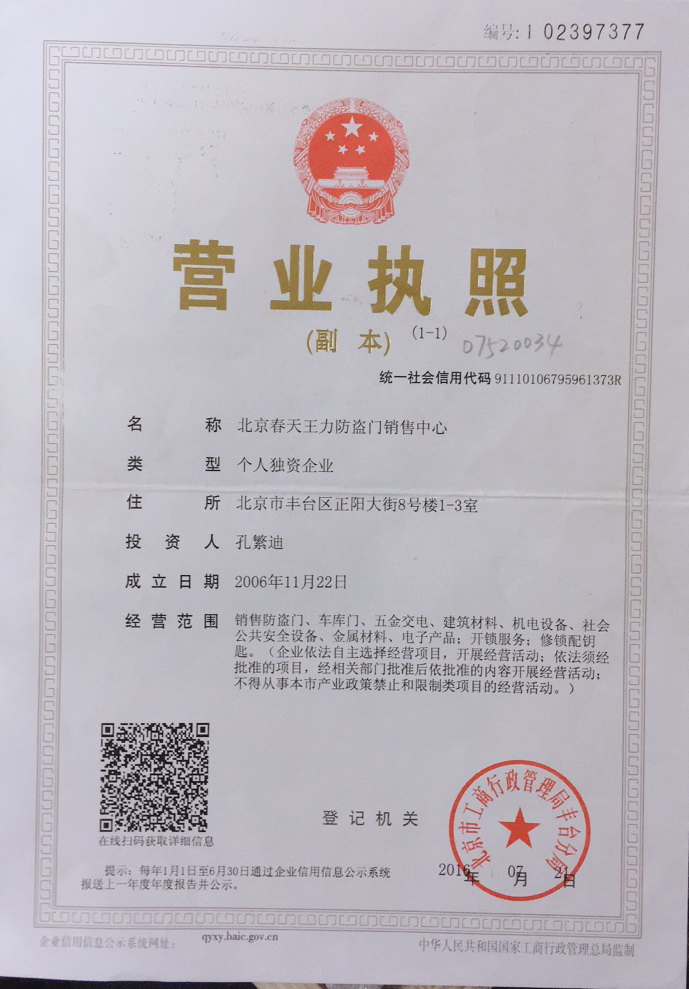 编号:1 02397377
营业执照
(副 本) (1-1)
07520034
统一社会信用代码 91110106795961373R
名 称 北京春天王力防盗门销售中心
类 型 个人独资企业
住 所 北京市丰台区正阳大街8号楼1-3室
投 资 人 孔繁迪
成 立 日 期 2006年11月22日
经 营 范 围 销售防盗门、车库门、五金交电、建筑材料、机电设备、社会
公共安全设备、金属材料、电子产品；开锁服务；修锁配钥
匙。（企业依法自主选择经营项目，开展经营活动；依法须经
批准的项目，经相关部门批准后依批准的内容开展经营活动；
不得从事本市产业政策禁止和限制类项目的经营活动。）
在线扫码获取详细信息
登 记 机 关
北京市工商行政管理局丰台分局
提示：每年1月1日至6月30日通过企业信用信息公示系统
报送上一年度年度报告并公示。
2016年 07月 21日
企业信用信息公示系统网址： qyxy.baic.gov.cn
中华人民共和国国家工商行政管理总局监制